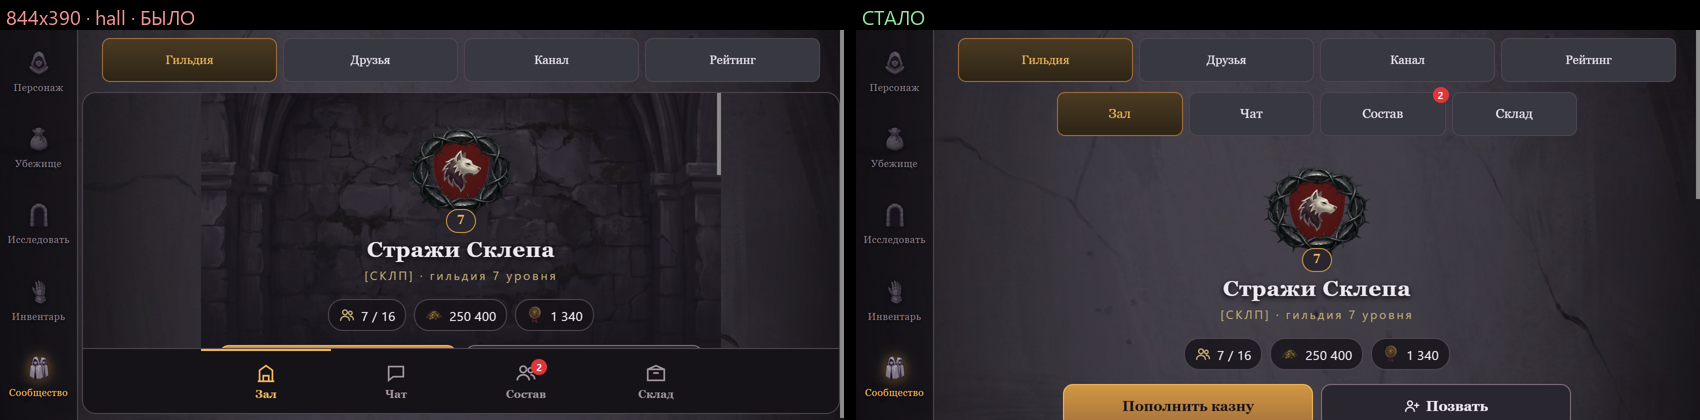 844x390 · hall · БЫЛО
Гильдия
Друзья
Канал
Рейтинг
Персонаж
Убежище
Исследовать
Инвентарь
Сообщество
7
Стражи Склепа
[СКЛП] · гильдия 7 уровня
7 / 16
250 400
1 340
Зал
Чат
2
Состав
Склад
СТАЛО
Гильдия
Друзья
Канал
Рейтинг
Персонаж
Убежище
Исследовать
Инвентарь
Сообщество
Зал
Чат
Состав
2
Склад
7
Стражи Склепа
[СКЛП] · гильдия 7 уровня
7 / 16
250 400
1 340
Пополнить казну
Позвать